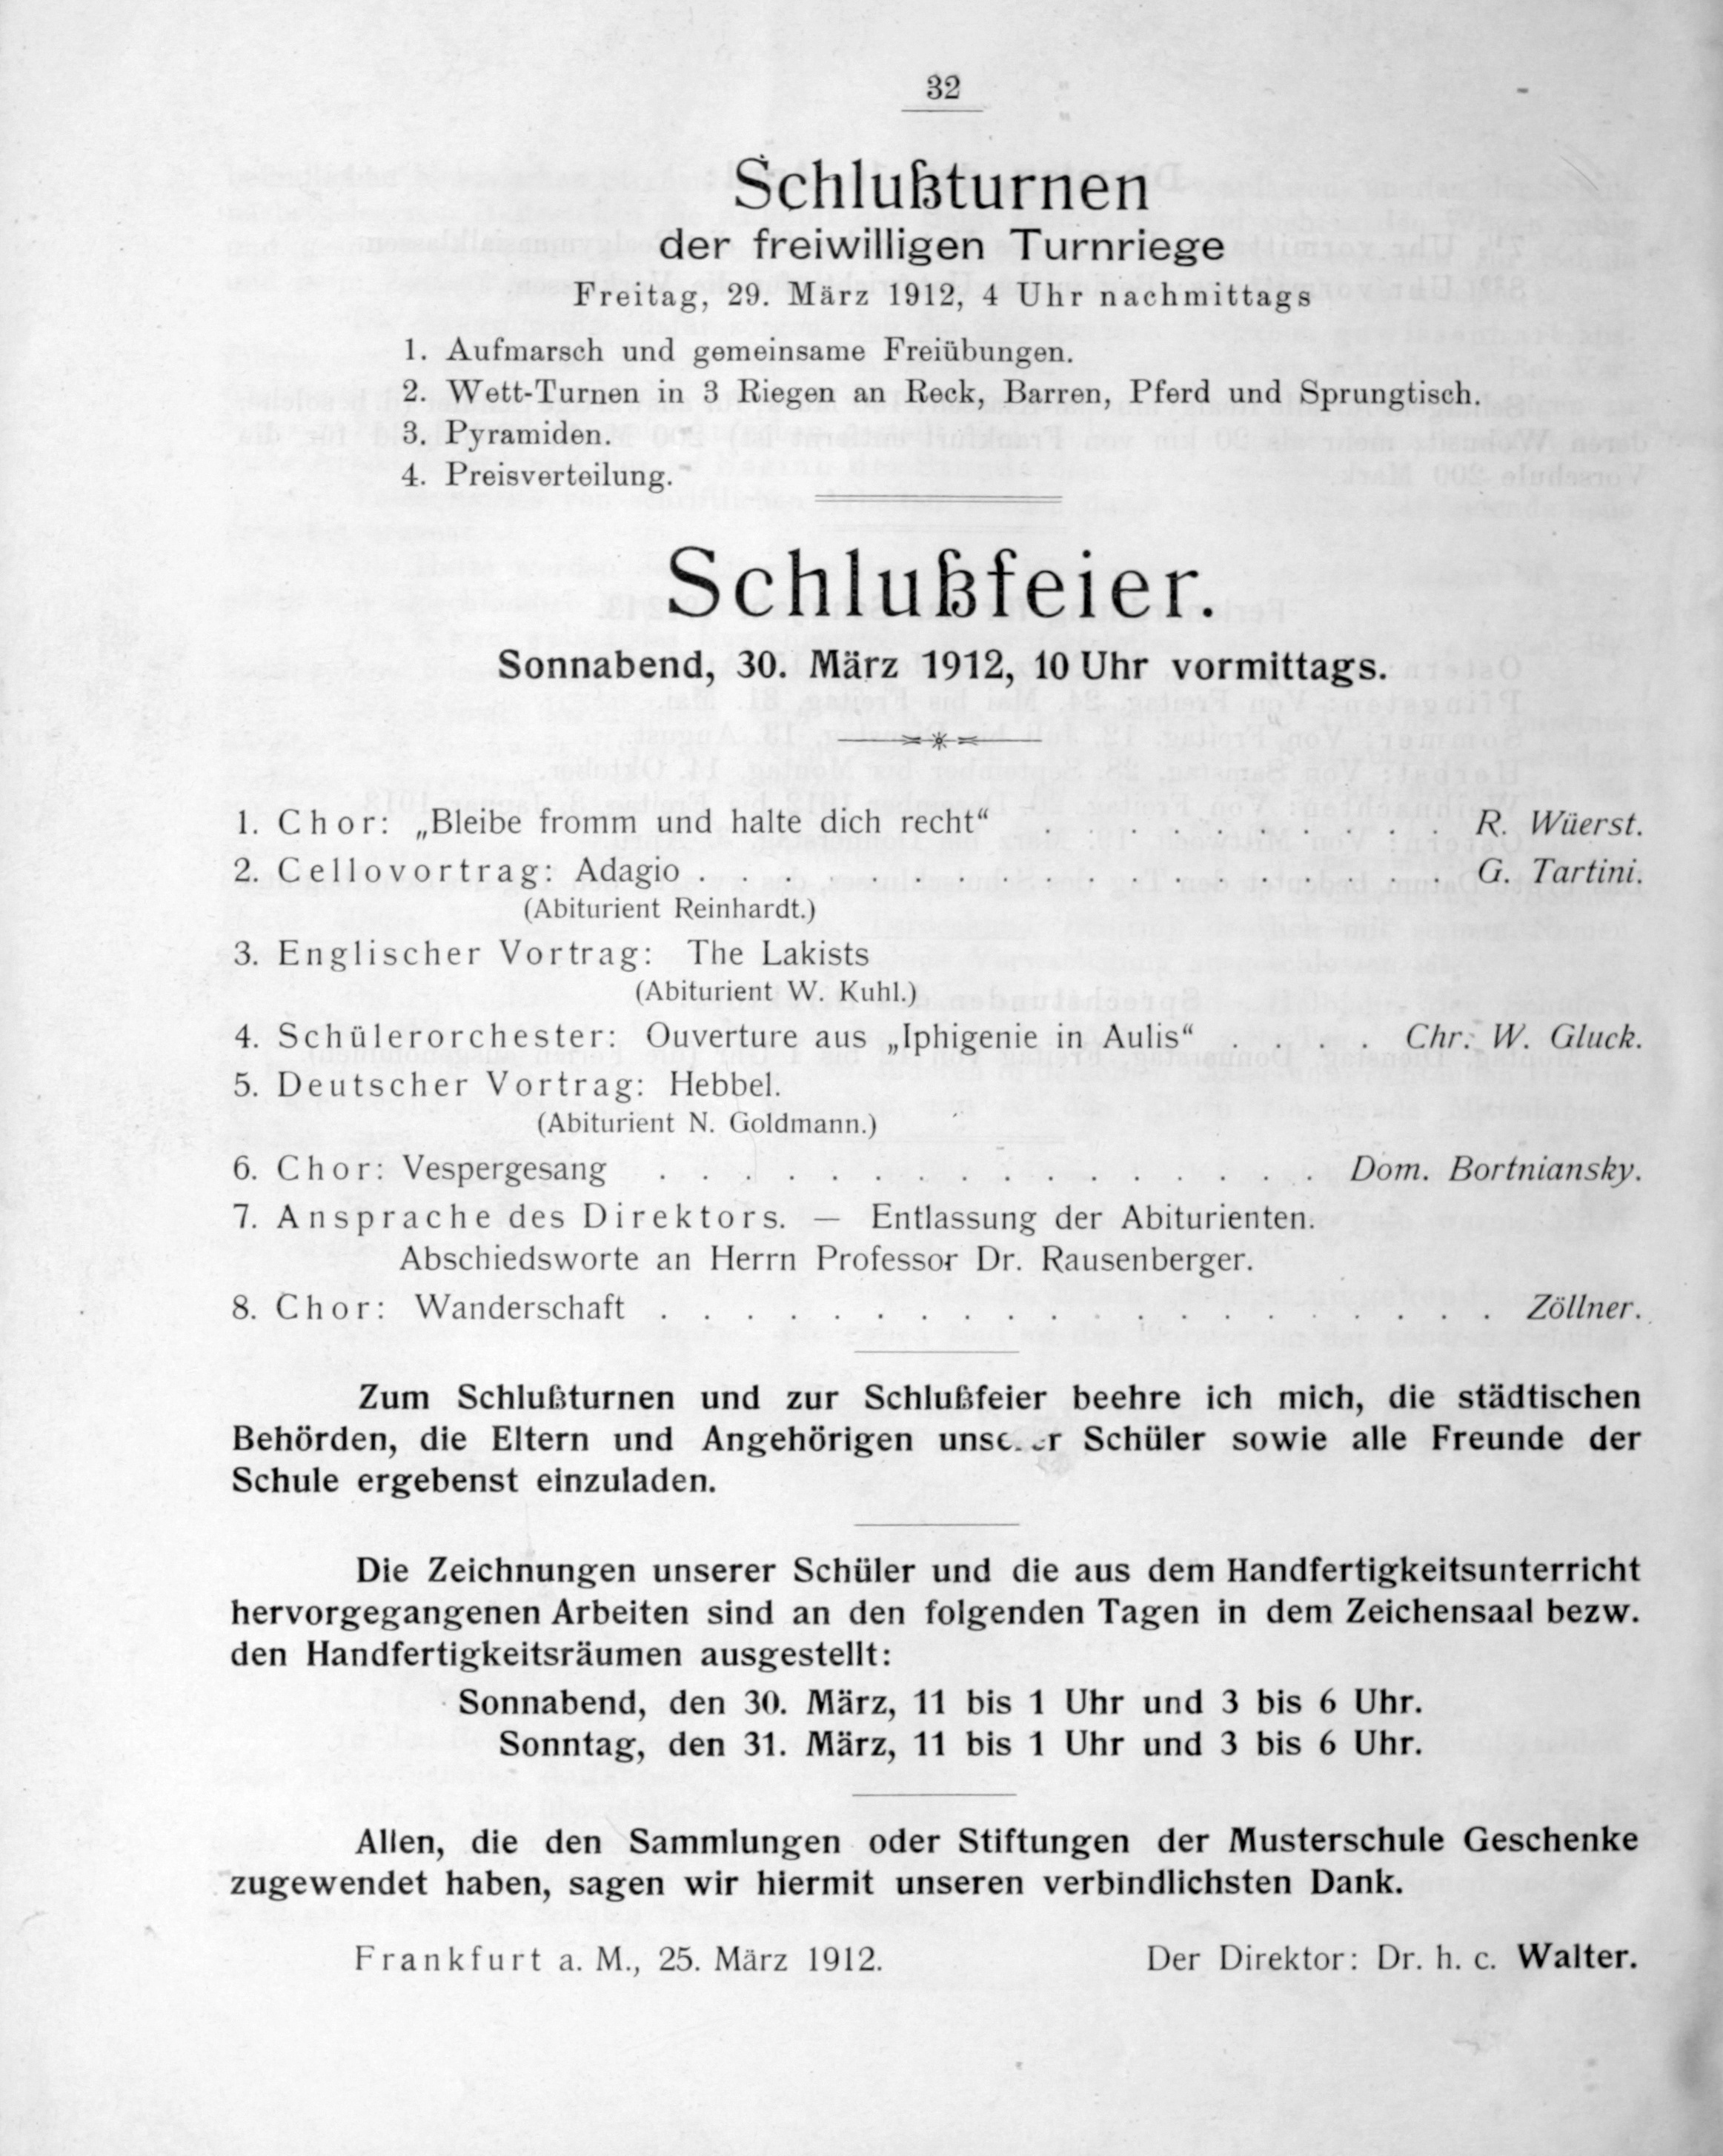 32
Schlußturnen
der freiwilligen Turnriege
Freitag, 29. März 1912, 4 Uhr nachmittags
1. Aufmarsch und gemeinsame Freiübungen.
2. Wett-Turnen in 3 Riegen an Reck, Barren, Pferd und Sprungtisch.
3. Pyramiden.
4. Preisverteilung.
Schlußfeier.
Sonnabend, 30. März 1912, 10 Uhr vormittags.
1. Chor: „Bleibe fromm und halte dich recht“ . . . . . . . . . . R. Wüerst.
2. Cellovortrag: Adagio . . . . . . . . . . . . . . . . . . G. Tartini.
(Abiturient Reinhardt.)
3. Englischer Vortrag: The Lakists
(Abiturient W. Kuhl.)
4. Schülerorchester: Ouverture aus „Iphigenie in Aulis“ . . . . Chr. W. Gluck.
5. Deutscher Vortrag: Hebbel.
(Abiturient N. Goldmann.)
6. Chor: Vespergesang . . . . . . . . . . . . . . . . Dom. Bortniansky.
7. Ansprache des Direktors. — Entlassung der Abiturienten.
Abschiedsworte an Herrn Professor Dr. Rausenberger.
8. Chor: Wanderschaft . . . . . . . . . . . . . . . . . . . . Zöllner.
Zum Schlußturnen und zur Schlußfeier beehre ich mich, die städtischen
Behörden, die Eltern und Angehörigen unserer Schüler sowie alle Freunde der
Schule ergebenst einzuladen.
Die Zeichnungen unserer Schüler und die aus dem Handfertigkeitsunterricht
hervorgegangenen Arbeiten sind an den folgenden Tagen in dem Zeichensaal bezw.
den Handfertigkeitsräumen ausgestellt:
Sonnabend, den 30. März, 11 bis 1 Uhr und 3 bis 6 Uhr.
Sonntag, den 31. März, 11 bis 1 Uhr und 3 bis 6 Uhr.
Allen, die den Sammlungen oder Stiftungen der Musterschule Geschenke
zugewendet haben, sagen wir hiermit unseren verbindlichsten Dank.
Frankfurt a. M., 25. März 1912. Der Direktor: Dr. h. c. Walter.